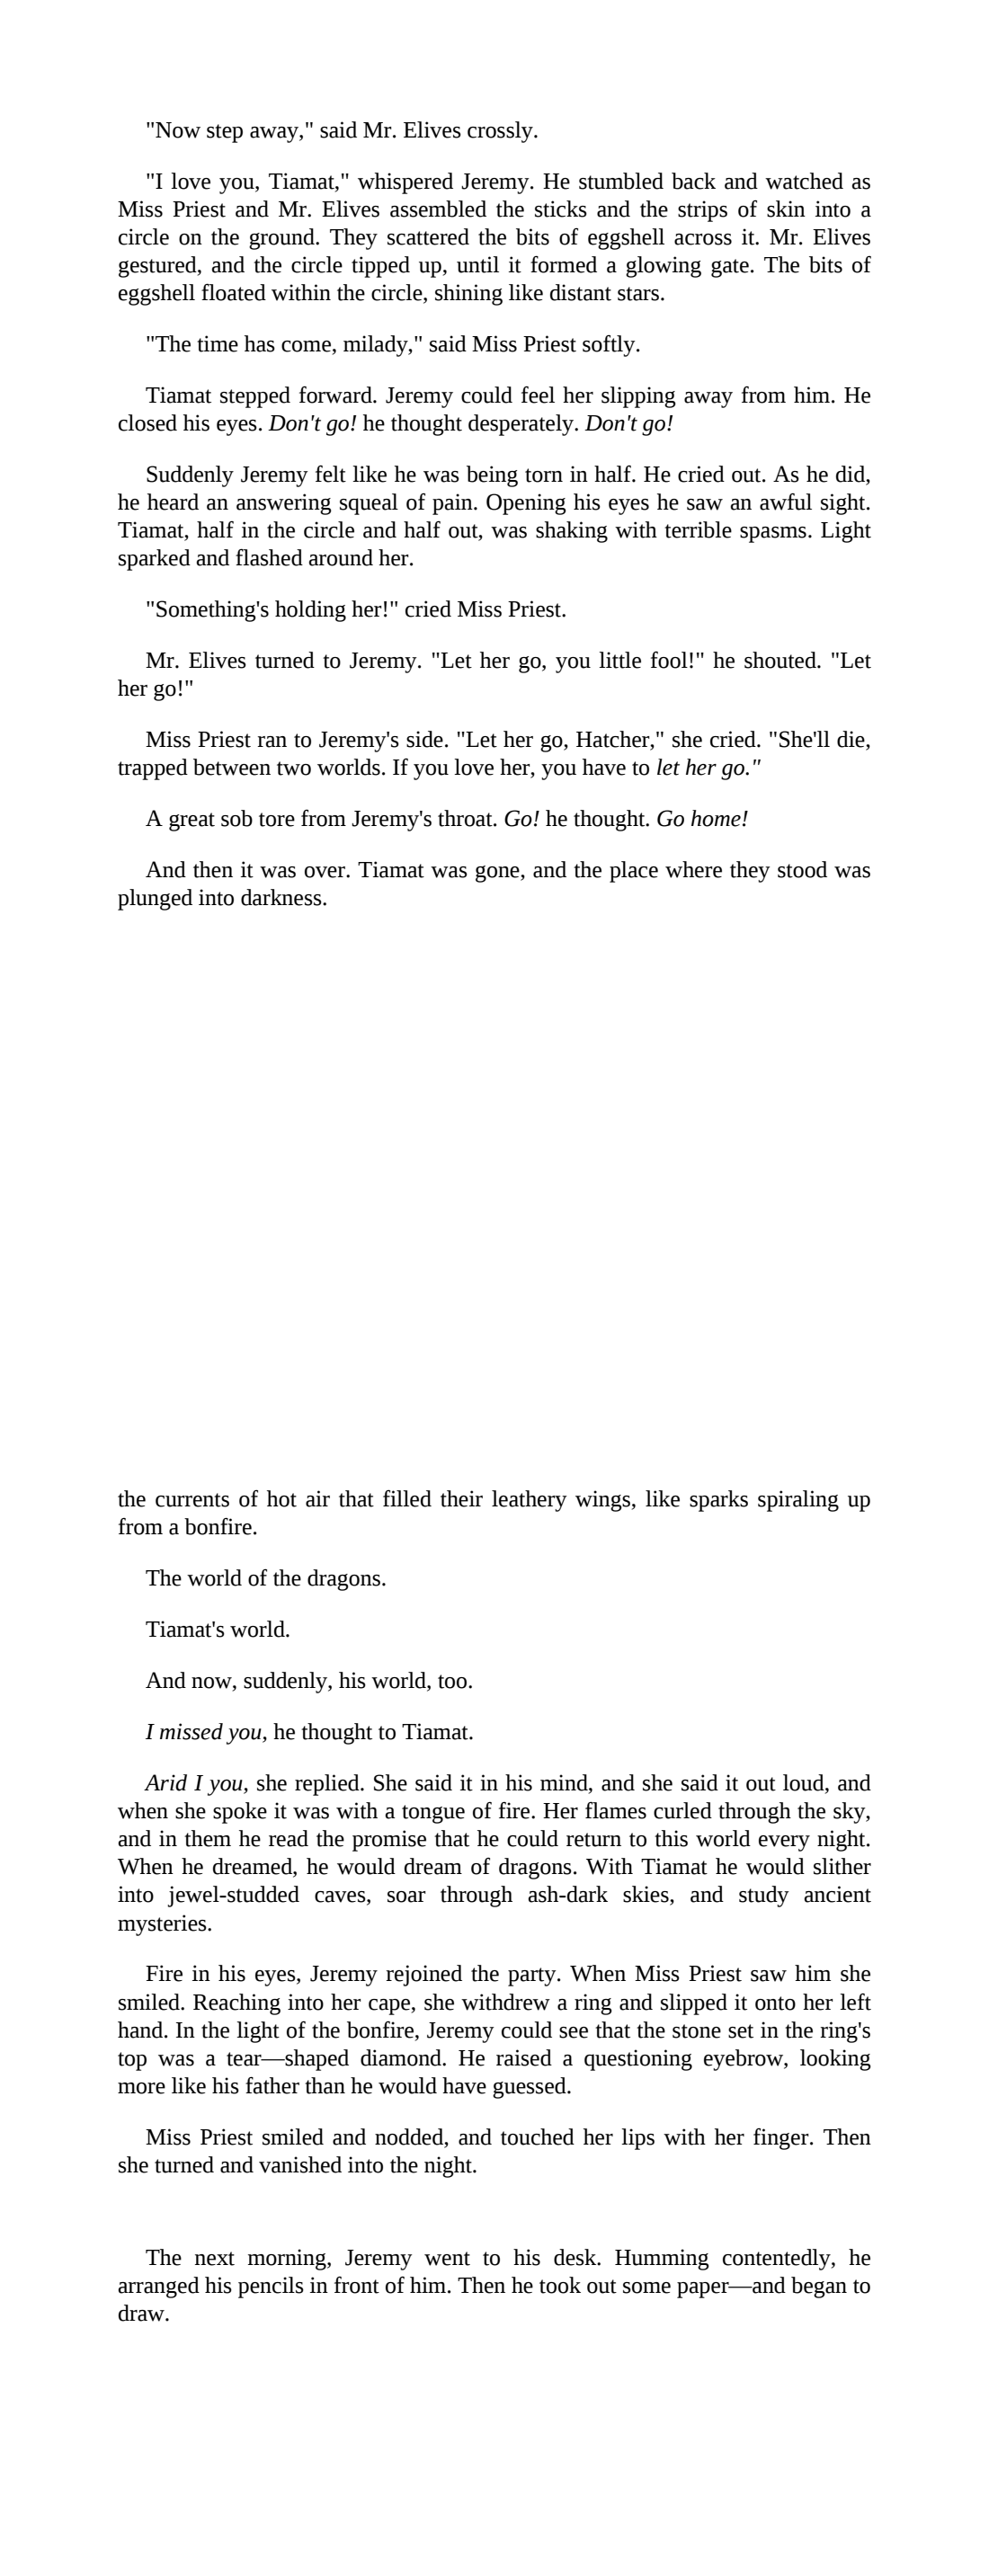 "Now step away," said Mr. Elives crossly.
"I love you, Tiamat," whispered Jeremy. He stumbled back and watched as
Miss Priest and Mr. Elives assembled the sticks and the strips of skin into a
circle on the ground. They scattered the bits of eggshell across it. Mr. Elives
gestured, and the circle tipped up, until it formed a glowing gate. The bits of
eggshell floated within the circle, shining like distant stars.
"The time has come, milady," said Miss Priest softly.
Tiamat stepped forward. Jeremy could feel her slipping away from him. He
closed his eyes. Don't go! he thought desperately. Don't go!
Suddenly Jeremy felt like he was being torn in half. He cried out. As he did,
he heard an answering squeal of pain. Opening his eyes he saw an awful sight.
Tiamat, half in the circle and half out, was shaking with terrible spasms. Light
sparked and flashed around her.
"Something's holding her!" cried Miss Priest.
Mr. Elives turned to Jeremy. "Let her go, you little fool!" he shouted. "Let
her go!"
Miss Priest ran to Jeremy's side. "Let her go, Hatcher," she cried. "She'll die,
trapped between two worlds. If you love her, you have to let her go."
A great sob tore from Jeremy's throat. Go! he thought. Go home!
And then it was over. Tiamat was gone, and the place where they stood was
plunged into darkness.
the currents of hot air that filled their leathery wings, like sparks spiraling up
from a bonfire.
The world of the dragons.
Tiamat's world.
And now, suddenly, his world, too.
I missed you, he thought to Tiamat.
Arid I you, she replied. She said it in his mind, and she said it out loud, and
when she spoke it was with a tongue of fire. Her flames curled through the sky,
and in them he read the promise that he could return to this world every night.
When he dreamed, he would dream of dragons. With Tiamat he would slither
into jewel-studded caves, soar through ash-dark skies, and study ancient
mysteries.
Fire in his eyes, Jeremy rejoined the party. When Miss Priest saw him she
smiled. Reaching into her cape, she withdrew a ring and slipped it onto her left
hand. In the light of the bonfire, Jeremy could see that the stone set in the ring's
top was a tear—shaped diamond. He raised a questioning eyebrow, looking
more like his father than he would have guessed.
Miss Priest smiled and nodded, and touched her lips with her finger. Then
she turned and vanished into the night.
The next morning, Jeremy went to his desk. Humming contentedly, he
arranged his pencils in front of him. Then he took out some paper—and began to
draw.